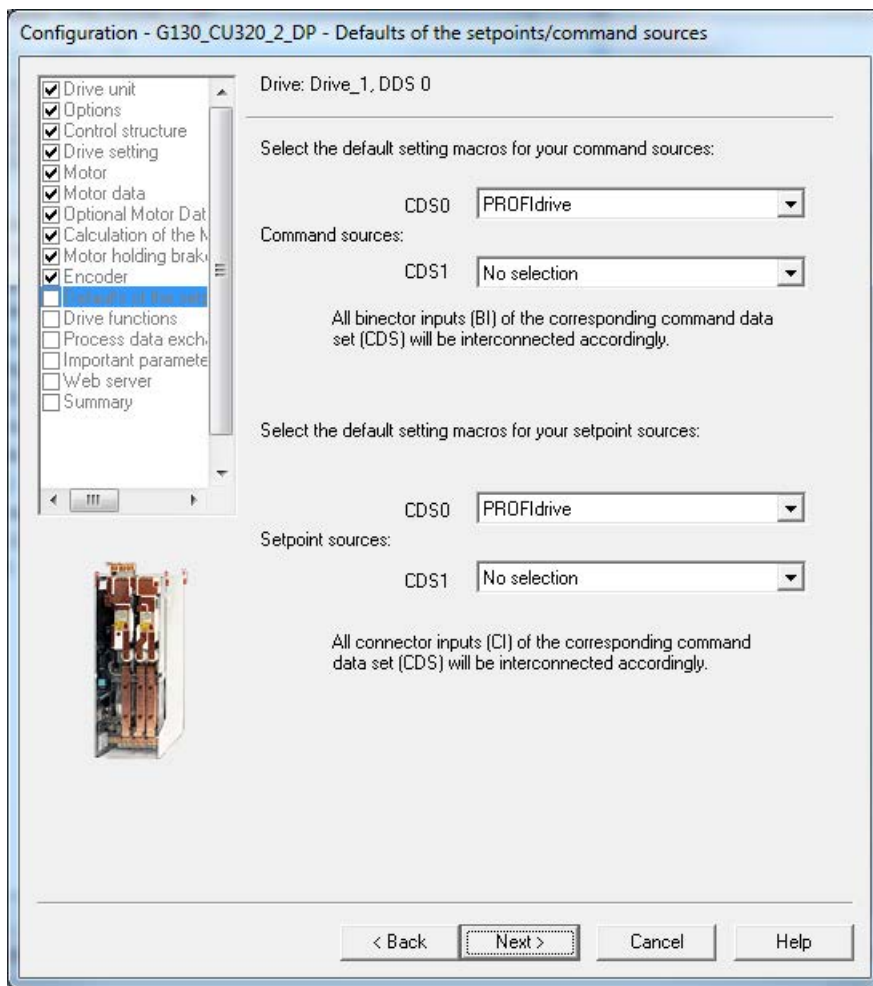 Configuration - G130_CU320_2_DP - Defaults of the setpoints/command sources
Drive unit
Options
Control structure
Drive setting
Motor
Motor data
Optional Motor Dat
Calculation of the M
Motor holding brak
Encoder
Defaults of the set
Drive functions
Process data exch
Important paramete
Web server
Summary
Drive: Drive_1, DDS 0
Select the default setting macros for your command sources:
CDS0 PROFIdrive
Command sources:
CDS1 No selection
All binector inputs (BI) of the corresponding command data
set (CDS) will be interconnected accordingly.
Select the default setting macros for your setpoint sources:
CDS0 PROFIdrive
Setpoint sources:
CDS1 No selection
All connector inputs (CI) of the corresponding command
data set (CDS) will be interconnected accordingly.
< Back
Next >
Cancel
Help